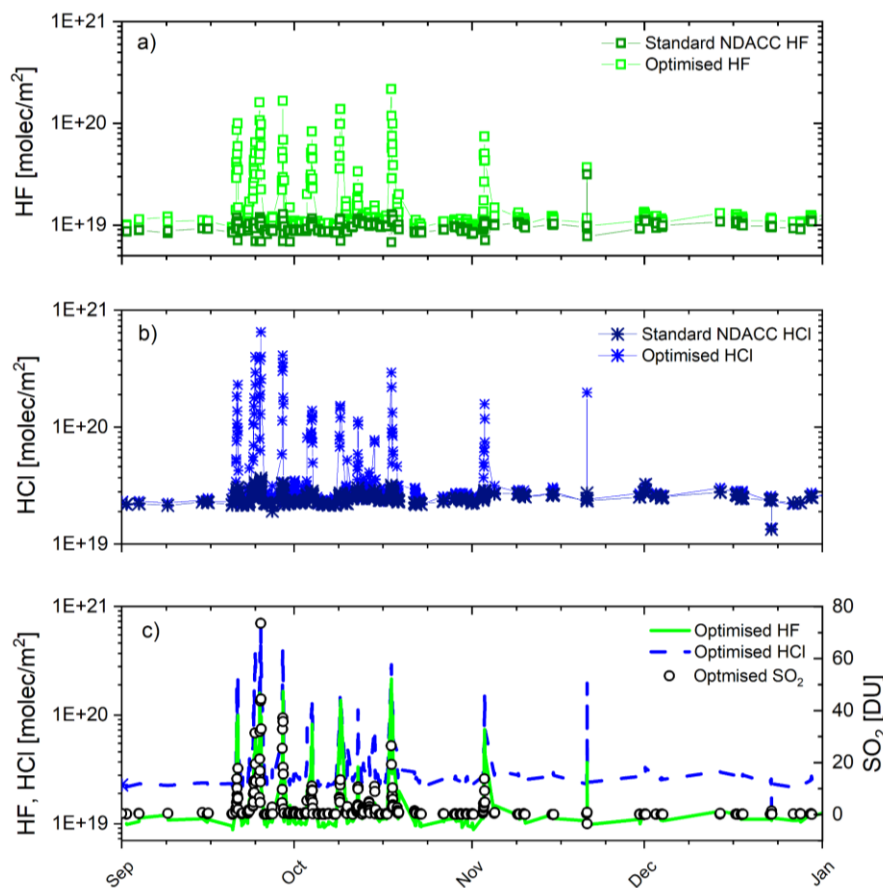 1E+21
a)
Standard NDACC HF
Optimised HF
1E+20
HF [molec/m²]
1E+19
1E+21
b)
Standard NDACC HCl
Optimised HCl
1E+20
HCl [molec/m²]
1E+19
1E+21
80
c)
Optimised HF
Optimised HCl
Optmised SO₂
60
1E+20
40
HF, HCl [molec/m²]
SO₂ [DU]
20
1E+19
0
Sep
Oct
Nov
Dec
Jan